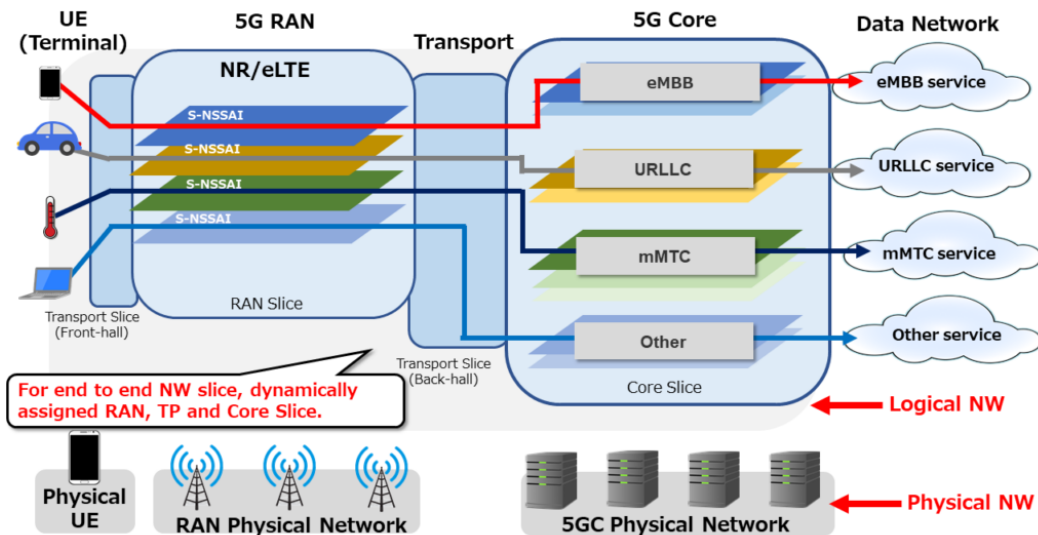 UE
(Terminal)
5G RAN
Transport
5G Core
Data Network
NR/eLTE
S-NSSAI
S-NSSAI
S-NSSAI
S-NSSAI
RAN Slice
Transport Slice
(Front-hall)
Transport Slice
(Back-hall)
eMBB
URLLC
mMTC
Other
Core Slice
eMBB service
URLLC service
mMTC service
Other service
For end to end NW slice, dynamically
assigned RAN, TP and Core Slice.
Logical NW
Physical
UE
RAN Physical Network
5GC Physical Network
Physical NW